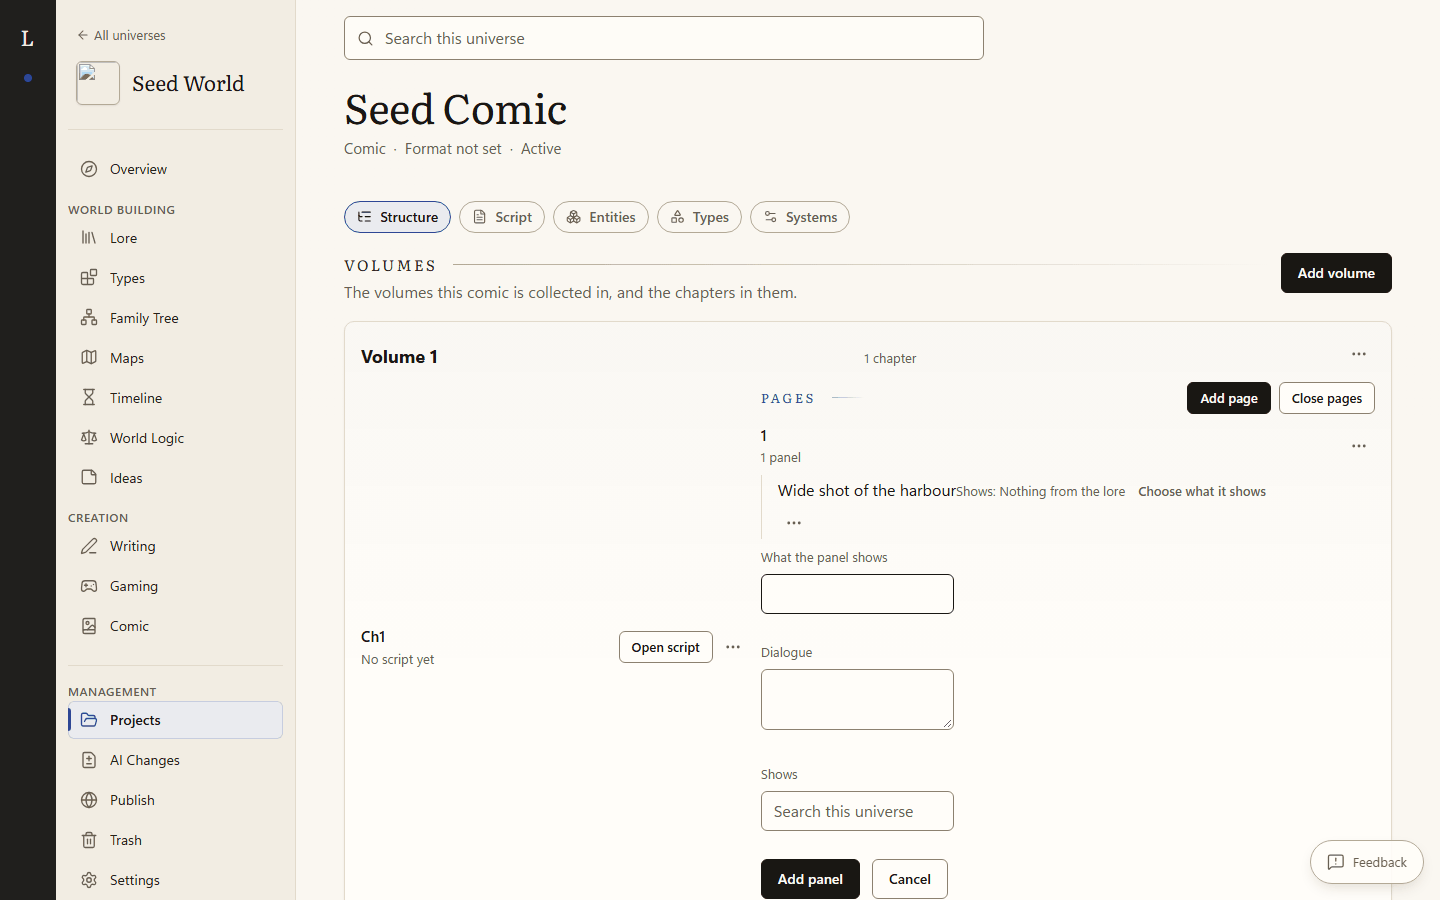 L
All universes
Seed World
Overview
WORLD BUILDING
Lore
Types
Family Tree
Maps
Timeline
World Logic
Ideas
CREATION
Writing
Gaming
Comic
MANAGEMENT
Projects
AI Changes
Publish
Trash
Settings
Search this universe
Seed Comic
Comic · Format not set · Active
Structure Script Entities Types Systems
VOLUMES
Add volume
The volumes this comic is collected in, and the chapters in them.
Volume 1 1 chapter
PAGES Add page Close pages
1
1 panel
Wide shot of the harbourShows: Nothing from the lore Choose what it shows
What the panel shows
Ch1
No script yet
Open script
Dialogue
Shows
Search this universe
Add panel Cancel
Feedback